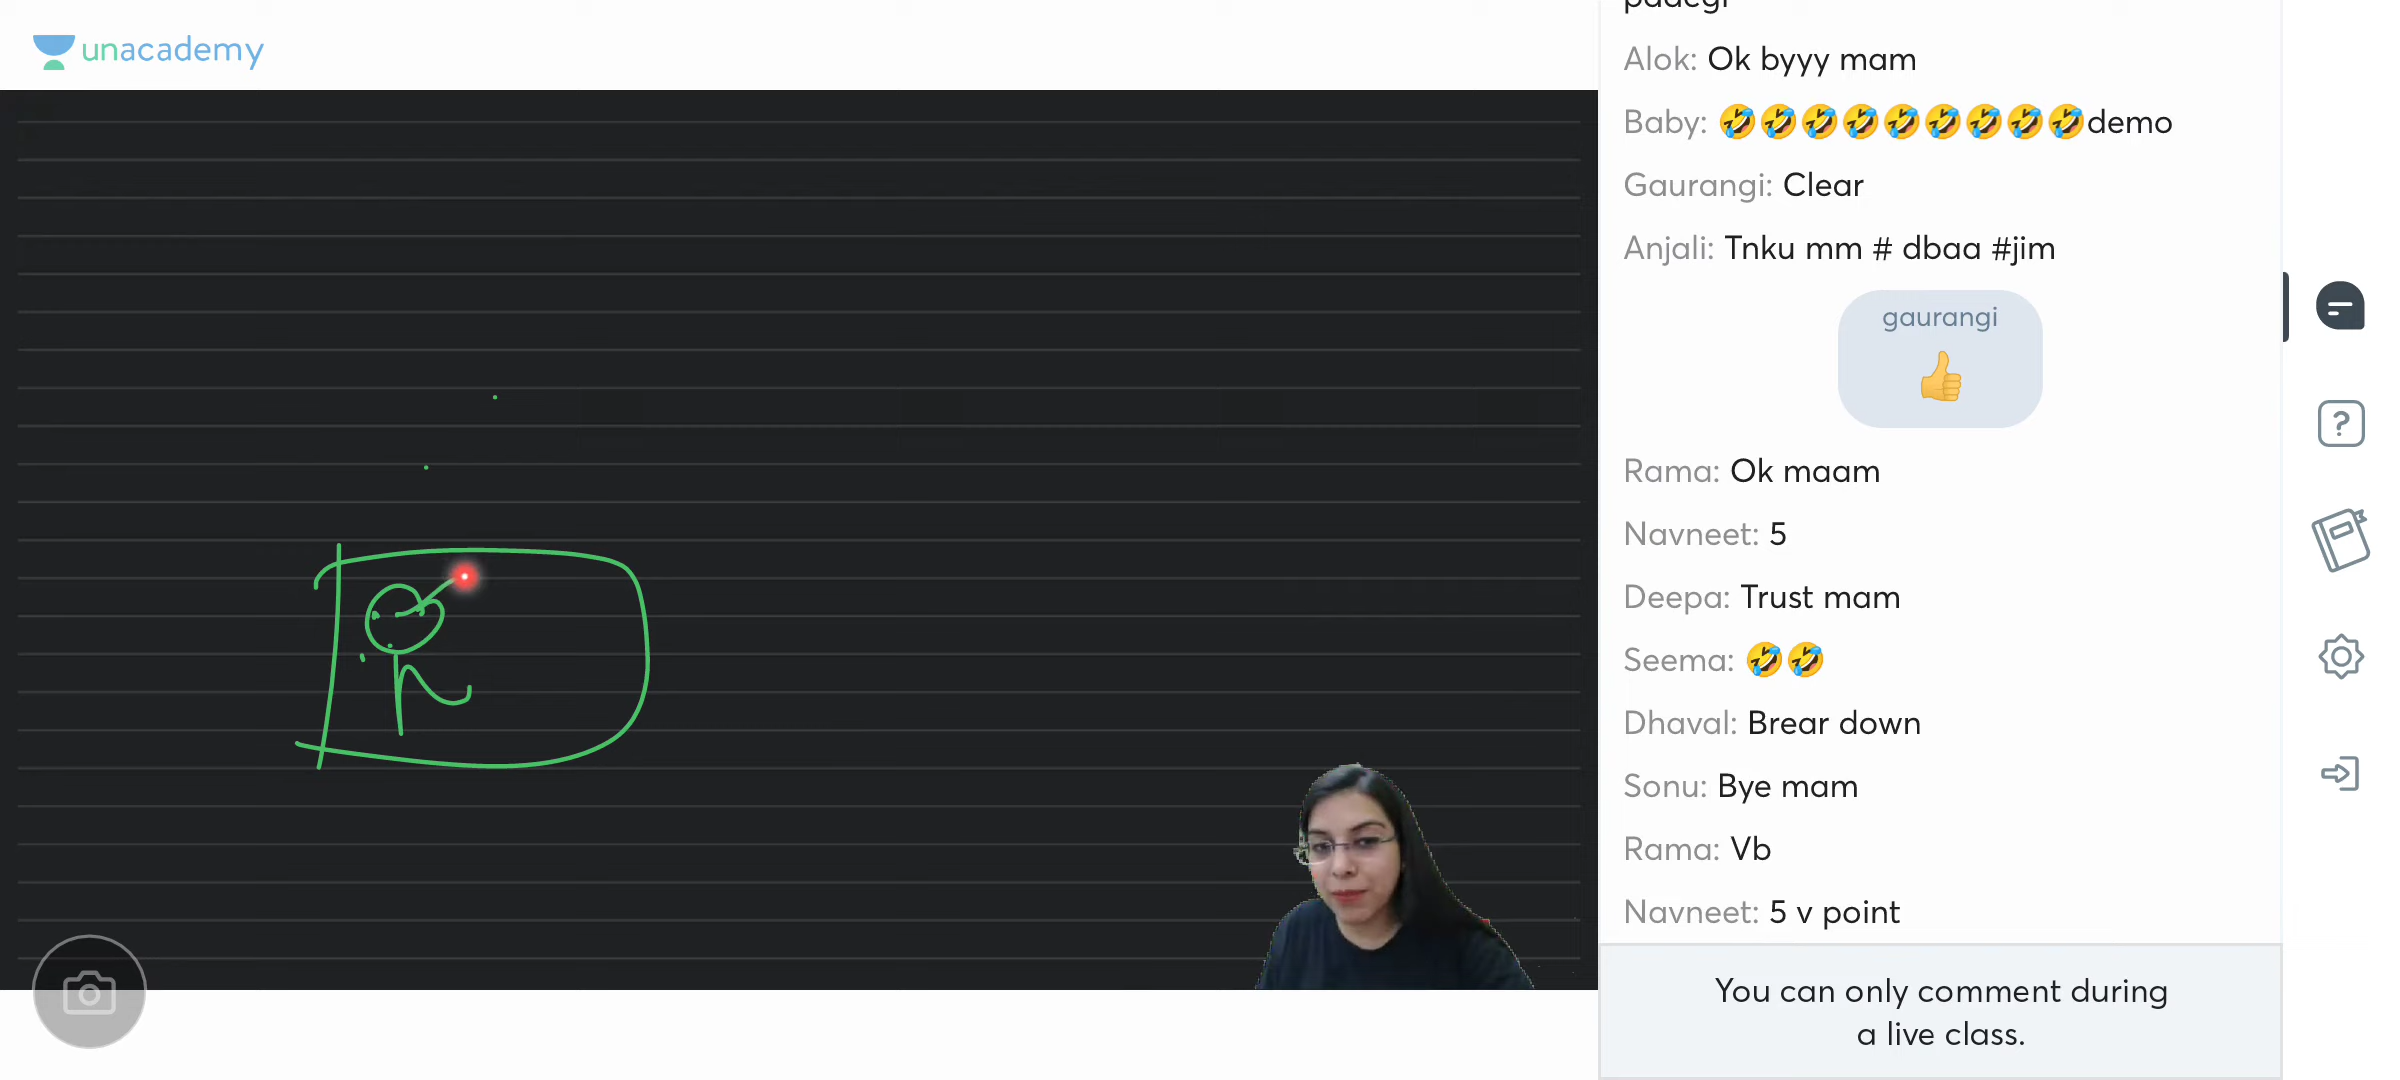 unacademy
Alok: Ok byyy mam
Baby: 🤣🤣🤣🤣🤣🤣🤣🤣🤣demo
Gaurangi: Clear
Anjali: Tnku mm # dbaa #jim
gaurangi
👍
Rama: Ok maam
Navneet: 5
Deepa: Trust mam
Seema: 🤣🤣
Dhaval: Brear down
Sonu: Bye mam
Rama: Vb
Navneet: 5 v point
You can only comment during
a live class.
?